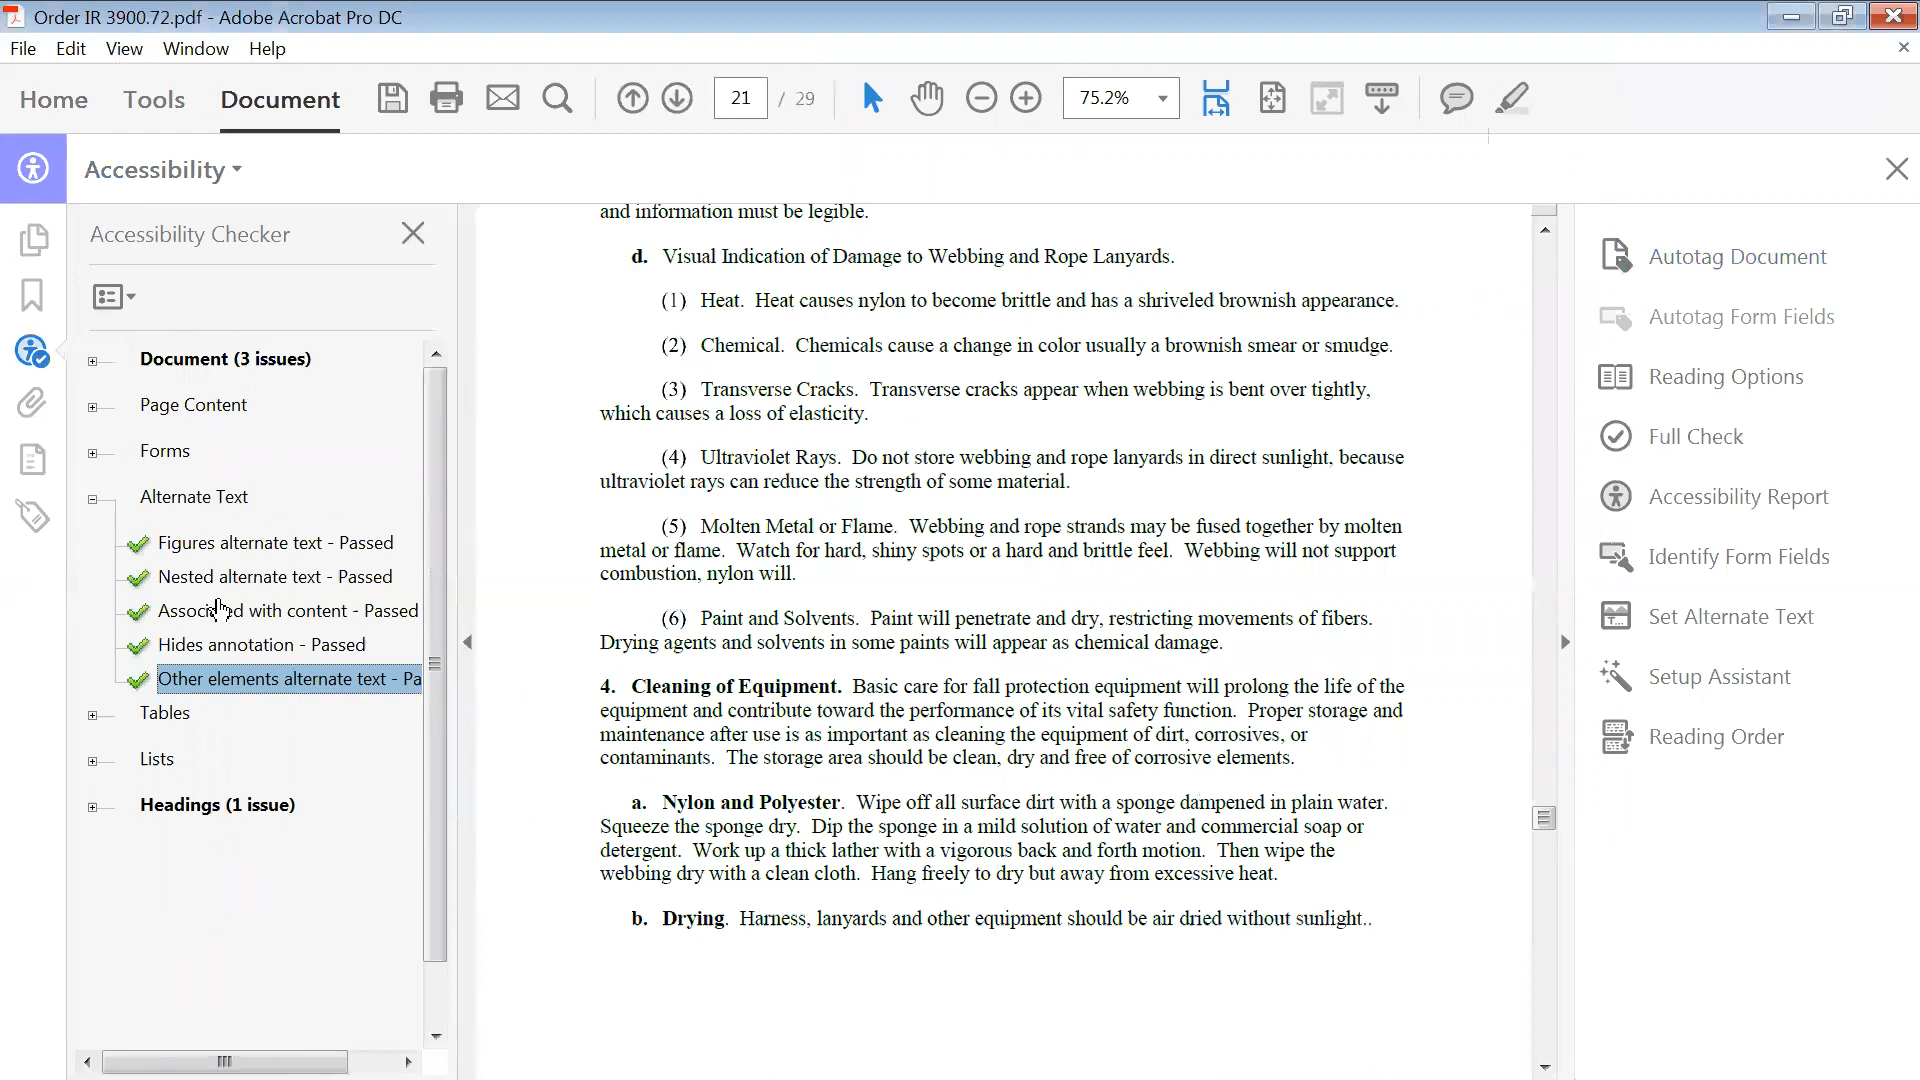 Order IR 3900.72.pdf - Adobe Acrobat Pro DC
File Edit View Window Help
Home Tools Document 21 / 29 75.2%
Accessibility
Accessibility Checker
Document (3 issues)
Page Content
Forms
Alternate Text
Figures alternate text - Passed
Nested alternate text - Passed
Associated with content - Passed
Hides annotation - Passed
Other elements alternate text - Pa
Tables
Lists
Headings (1 issue)
and information must be legible.
d. Visual Indication of Damage to Webbing and Rope Lanyards.
(1) Heat. Heat causes nylon to become brittle and has a shriveled brownish appearance.
(2) Chemical. Chemicals cause a change in color usually a brownish smear or smudge.
(3) Transverse Cracks. Transverse cracks appear when webbing is bent over tightly,
which causes a loss of elasticity.
(4) Ultraviolet Rays. Do not store webbing and rope lanyards in direct sunlight, because
ultraviolet rays can reduce the strength of some material.
(5) Molten Metal or Flame. Webbing and rope strands may be fused together by molten
metal or flame. Watch for hard, shiny spots or a hard and brittle feel. Webbing will not support
combustion, nylon will.
(6) Paint and Solvents. Paint will penetrate and dry, restricting movements of fibers.
Drying agents and solvents in some paints will appear as chemical damage.
4. Cleaning of Equipment. Basic care for fall protection equipment will prolong the life of the
equipment and contribute toward the performance of its vital safety function. Proper storage and
maintenance after use is as important as cleaning the equipment of dirt, corrosives, or
contaminants. The storage area should be clean, dry and free of corrosive elements.
a. Nylon and Polyester. Wipe off all surface dirt with a sponge dampened in plain water.
Squeeze the sponge dry. Dip the sponge in a mild solution of water and commercial soap or
detergent. Work up a thick lather with a vigorous back and forth motion. Then wipe the
webbing dry with a clean cloth. Hang freely to dry but away from excessive heat.
b. Drying. Harness, lanyards and other equipment should be air dried without sunlight..
Autotag Document
Autotag Form Fields
Reading Options
Full Check
Accessibility Report
Identify Form Fields
Set Alternate Text
Setup Assistant
Reading Order